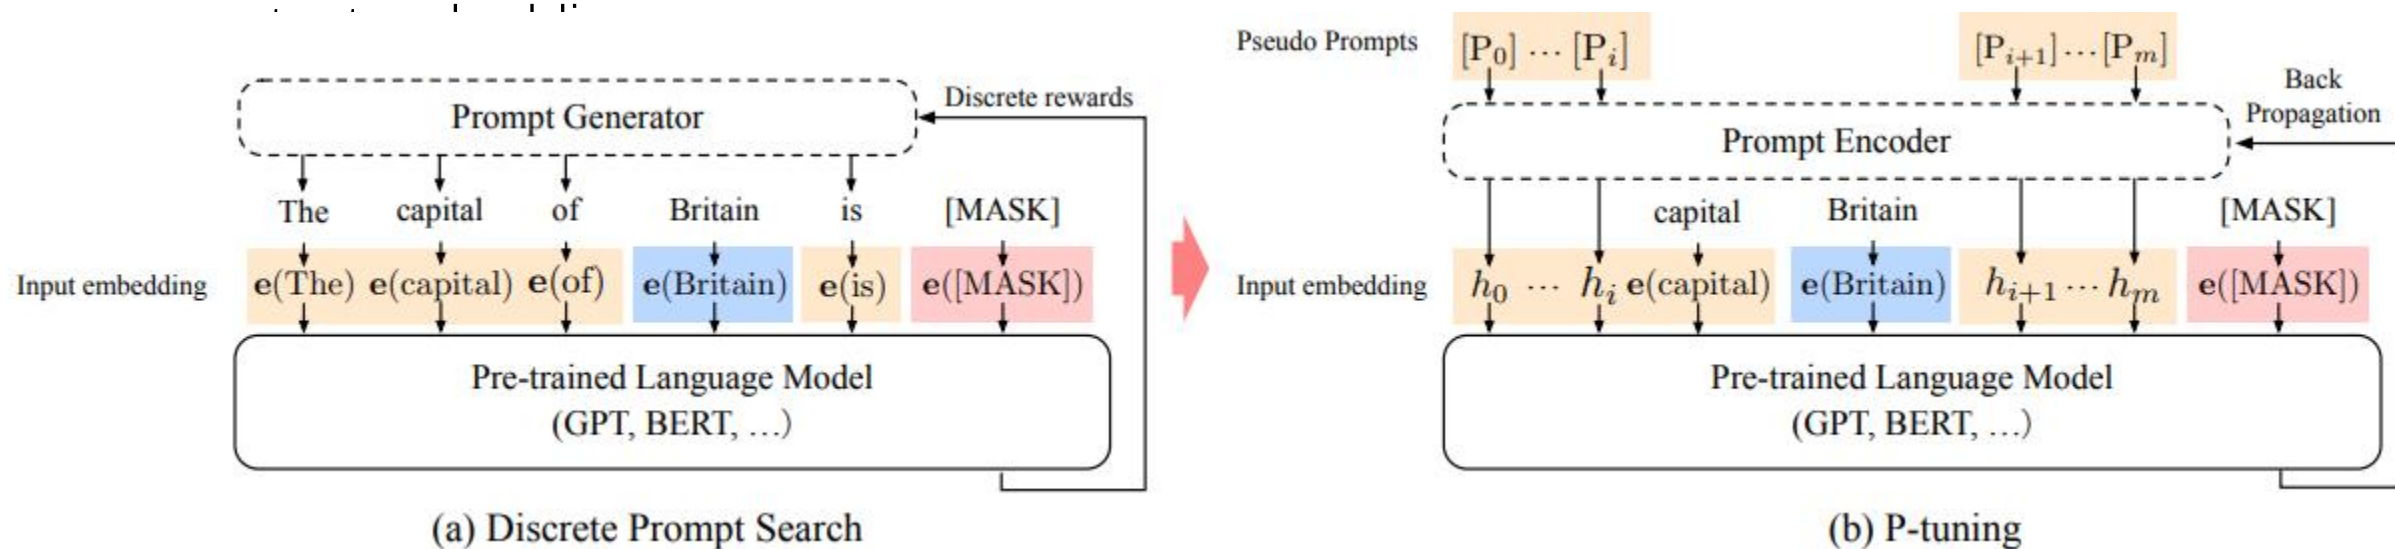 Prompt Generator
Discrete rewards
The capital of Britain is [MASK]
Input embedding e(The) e(capital) e(of) e(Britain) e(is) e([MASK])
Pre-trained Language Model
(GPT, BERT, ...)
(a) Discrete Prompt Search
Pseudo Prompts [P₀] ... [Pᵢ] [Pᵢ₊₁] ... [Pₘ]
Back
Propagation
Prompt Encoder
capital Britain [MASK]
Input embedding h₀ ... hᵢ e(capital) e(Britain) hᵢ₊₁ ... hₘ e([MASK])
Pre-trained Language Model
(GPT, BERT, ...)
(b) P-tuning